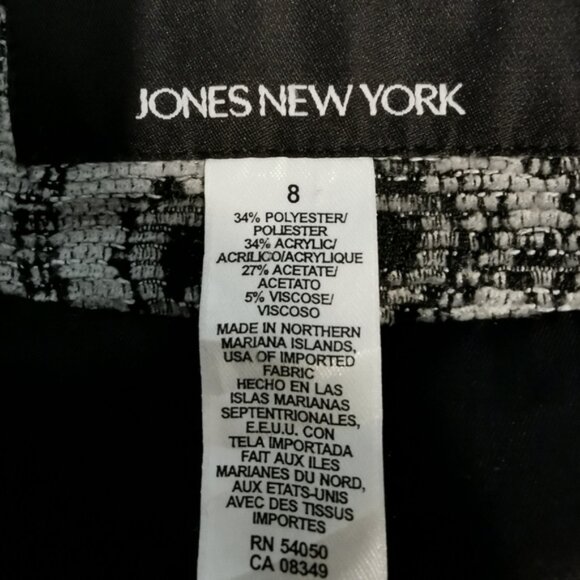 JONES NEW YORK
8
34% POLYESTER/
POLIESTER
34% ACRYLIC/
ACRILICO/ACRYLIQUE
27% ACETATE/
ACETATO
5% VISCOSE/
VISCOSO
MADE IN NORTHERN
MARIANA ISLANDS,
USA OF IMPORTED
FABRIC
HECHO EN LAS
ISLAS MARIANAS
SEPTENTRIONALES,
E.E.U.U. CON
TELA IMPORTADA
FAIT AUX ILES
MARIANES DU NORD,
AUX ETATS-UNIS
AVEC DES TISSUS
IMPORTES
RN 54050
CA 08349